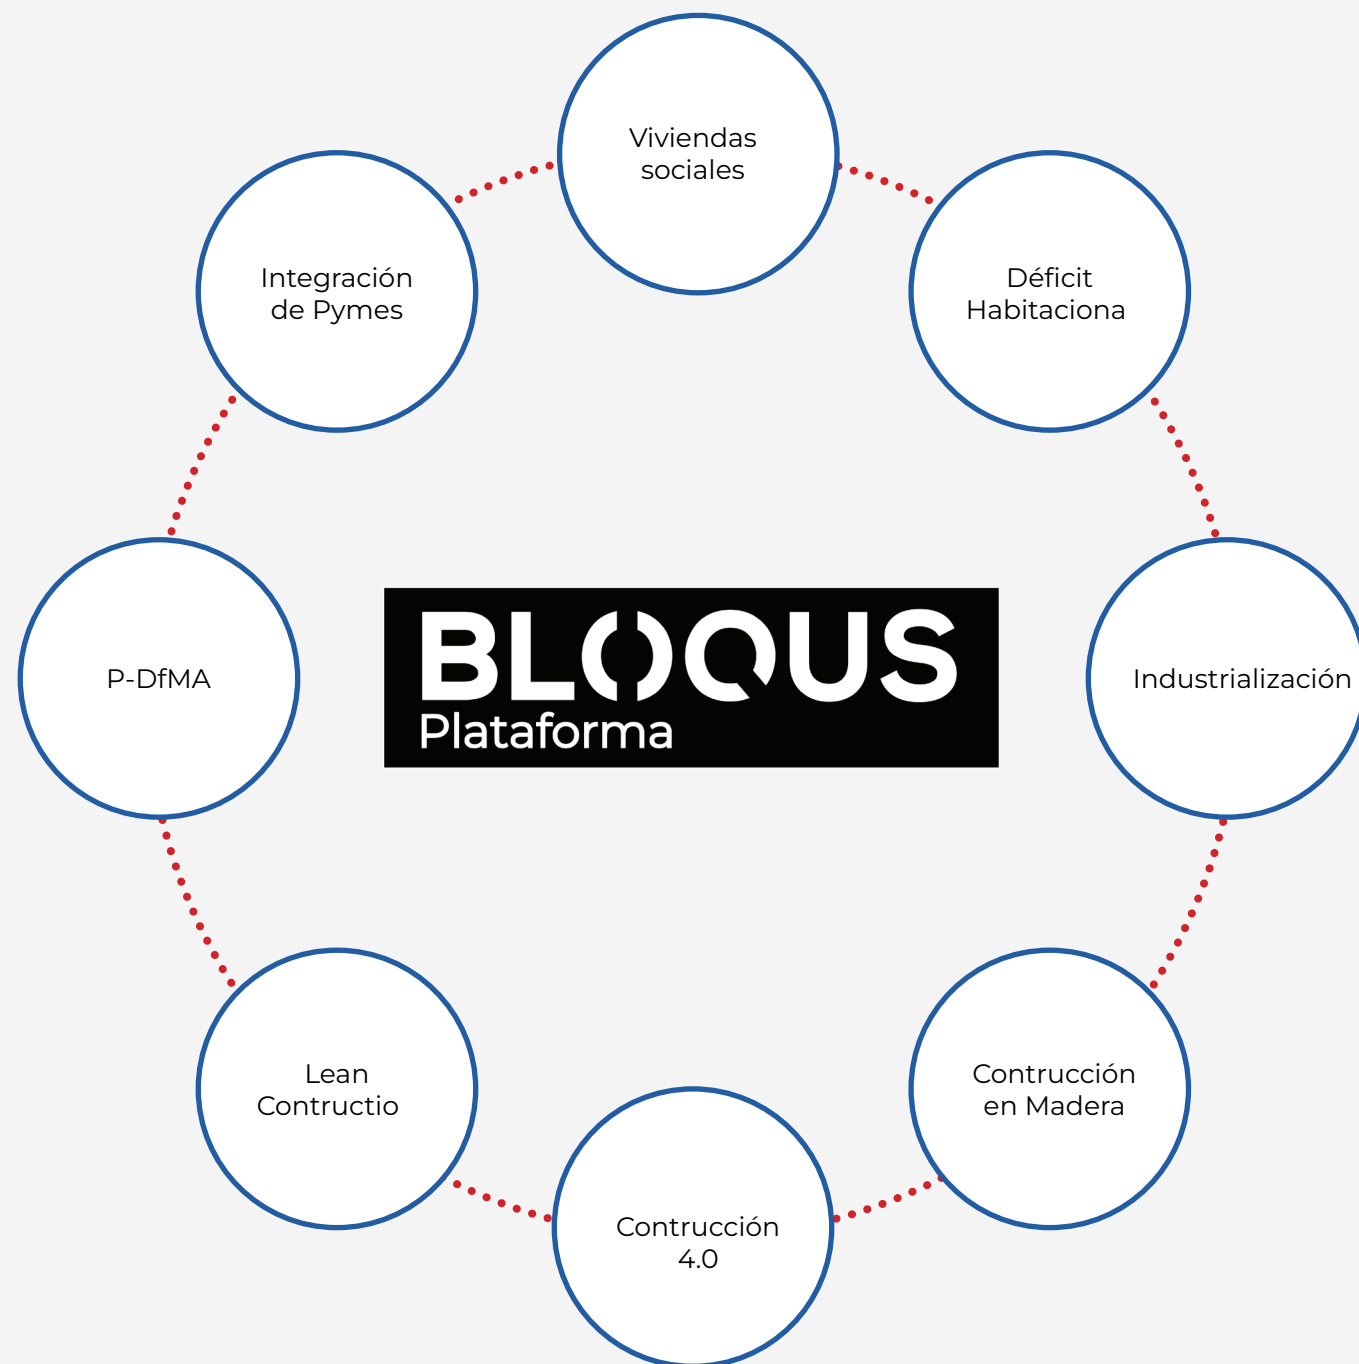 Viviendas
sociales
Integración
de Pymes
Déficit
Habitaciona
BLOQUS
Plataforma
P-DfMA
Industrialización
Lean
Contructio
Contrucción
en Madera
Contrucción
4.0